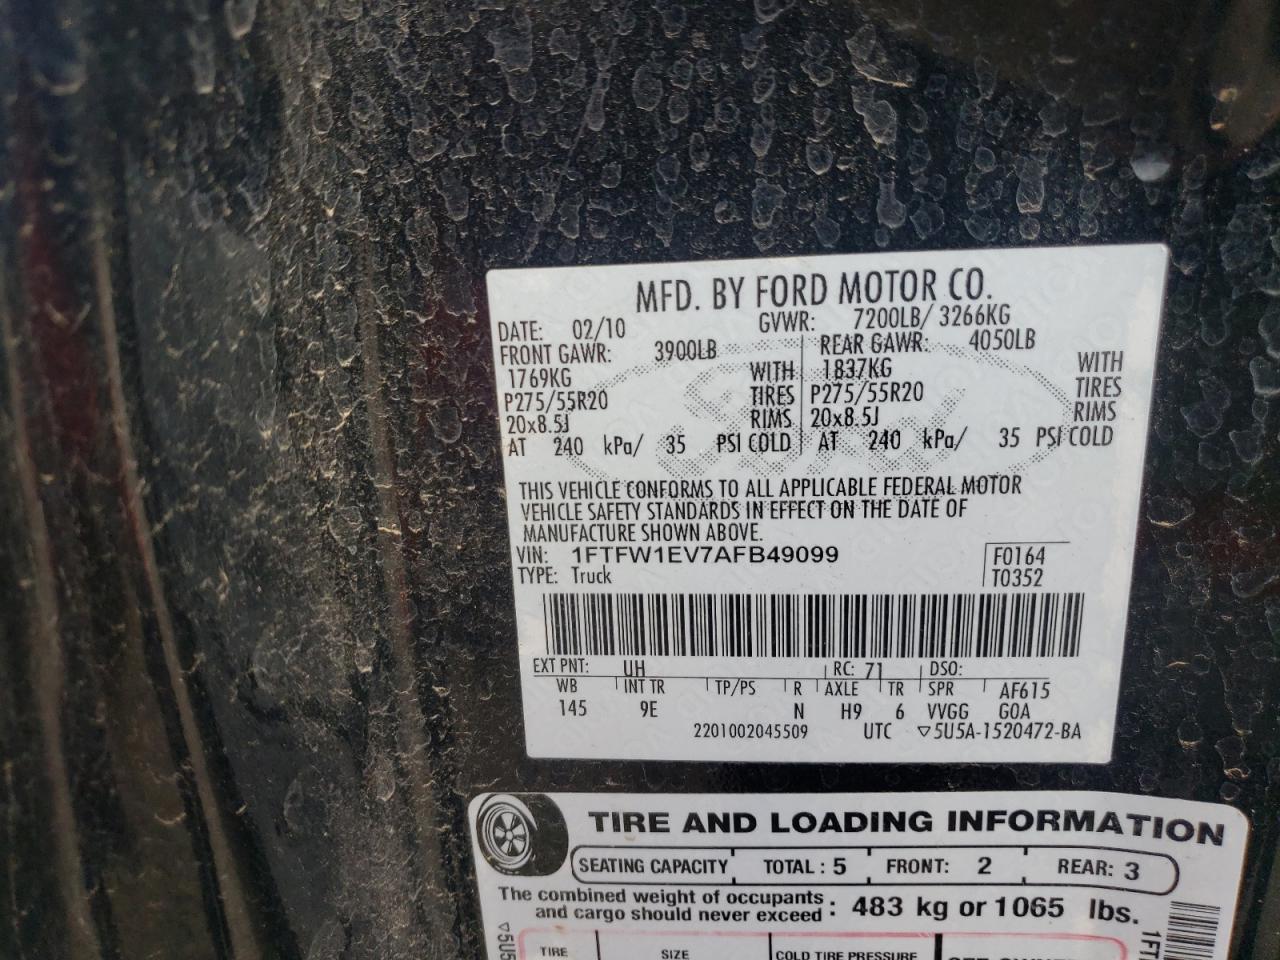 MFD. BY FORD MOTOR CO.
DATE: 02/10 GVWR: 7200LB/ 3266KG
FRONT GAWR: 3900LB REAR GAWR: 4050LB
1769KG WITH 1837KG WITH
P275/55R20 TIRES P275/55R20 TIRES
20x8.5J RIMS 20x8.5J RIMS
AT 240 kPa/ 35 PSI COLD AT 240 kPa/ 35 PSI COLD
THIS VEHICLE CONFORMS TO ALL APPLICABLE FEDERAL MOTOR
VEHICLE SAFETY STANDARDS IN EFFECT ON THE DATE OF
MANUFACTURE SHOWN ABOVE.
VIN: 1FTFW1EV7AFB49099 F0164
TYPE: Truck T0352
EXT PNT: UH RC: 71 DSO:
WB INT TR TP/PS R AXLE TR SPR AF615
145 9E N H9 6 VVGG G0A
2201002045509 UTC ▽5U5A-1520472-BA
TIRE AND LOADING INFORMATION
SEATING CAPACITY TOTAL : 5 FRONT: 2 REAR: 3
The combined weight of occupants
and cargo should never exceed : 483 kg or 1065 lbs.
TIRE SIZE COLD TIRE PRESSURE
▽5U5
1FT